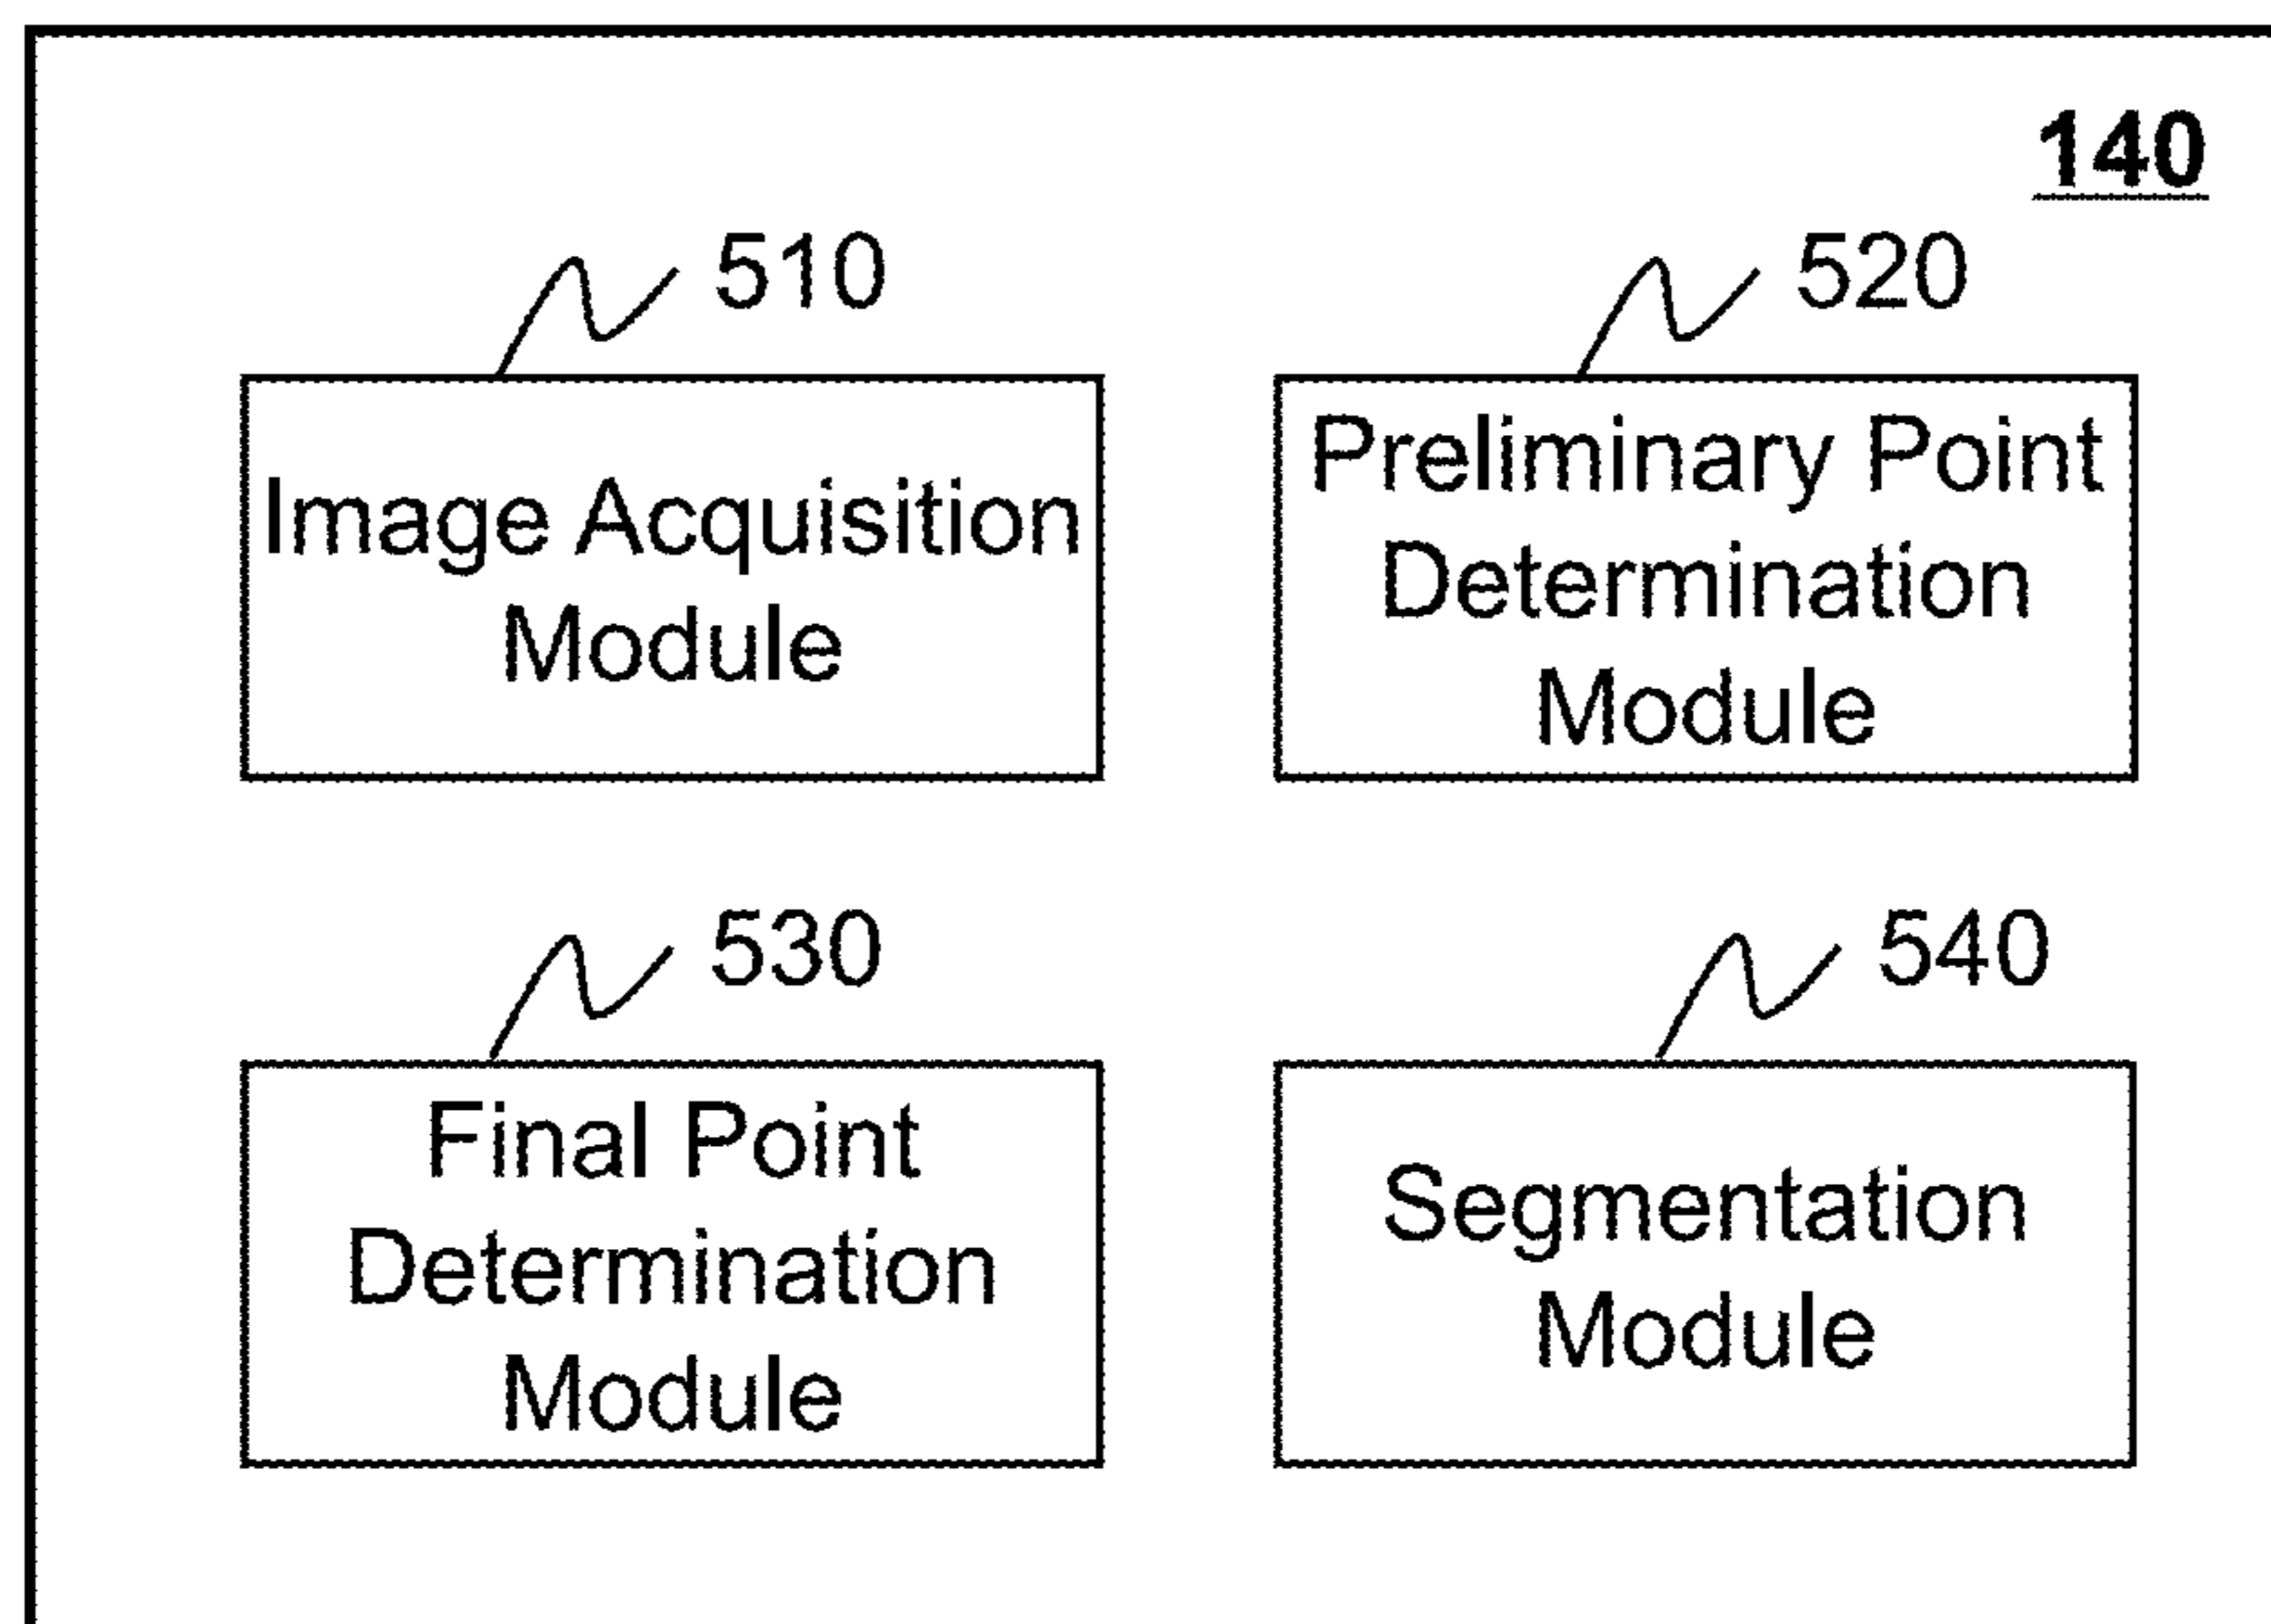 140
510
Image Acquisition
Module
520
Preliminary Point
Determination
Module
530
Final Point
Determination
Module
540
Segmentation
Module